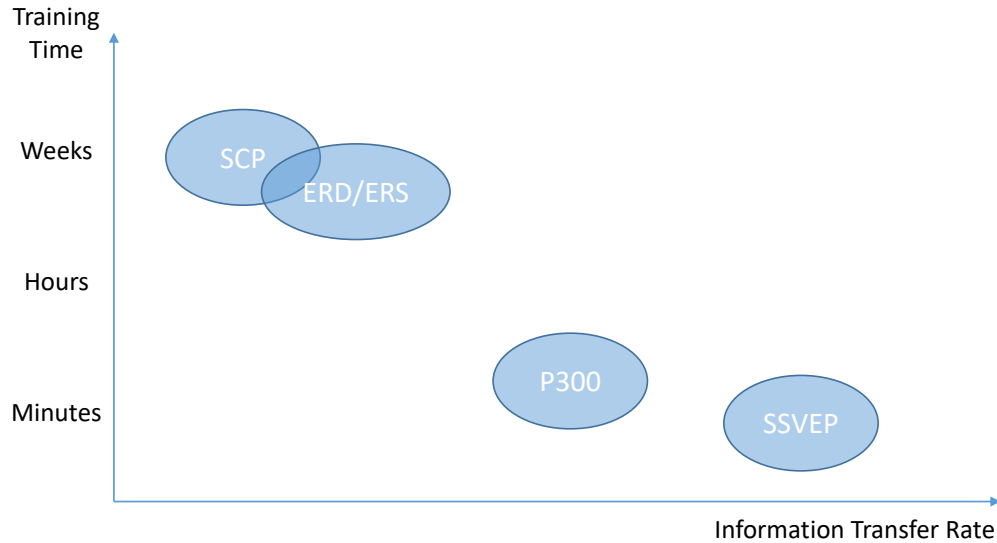 Training
Time
Weeks
SCP
ERD/ERS
Hours
P300
Minutes
SSVEP
Information Transfer Rate